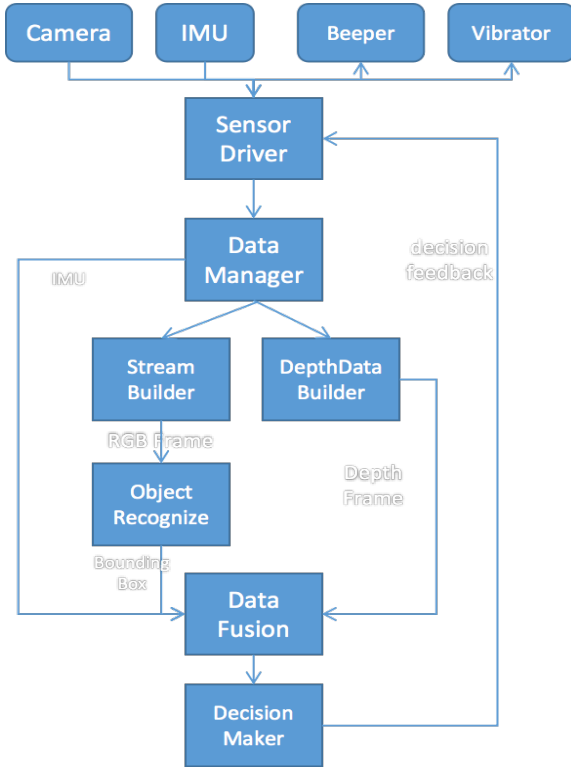 Camera
IMU
Beeper
Vibrator
Sensor
Driver
Data
Manager
decision
feedback
IMU
Stream
Builder
DepthData
Builder
RGB Frame
Depth
Frame
Object
Recognize
Bounding
Box
Data
Fusion
Decision
Maker